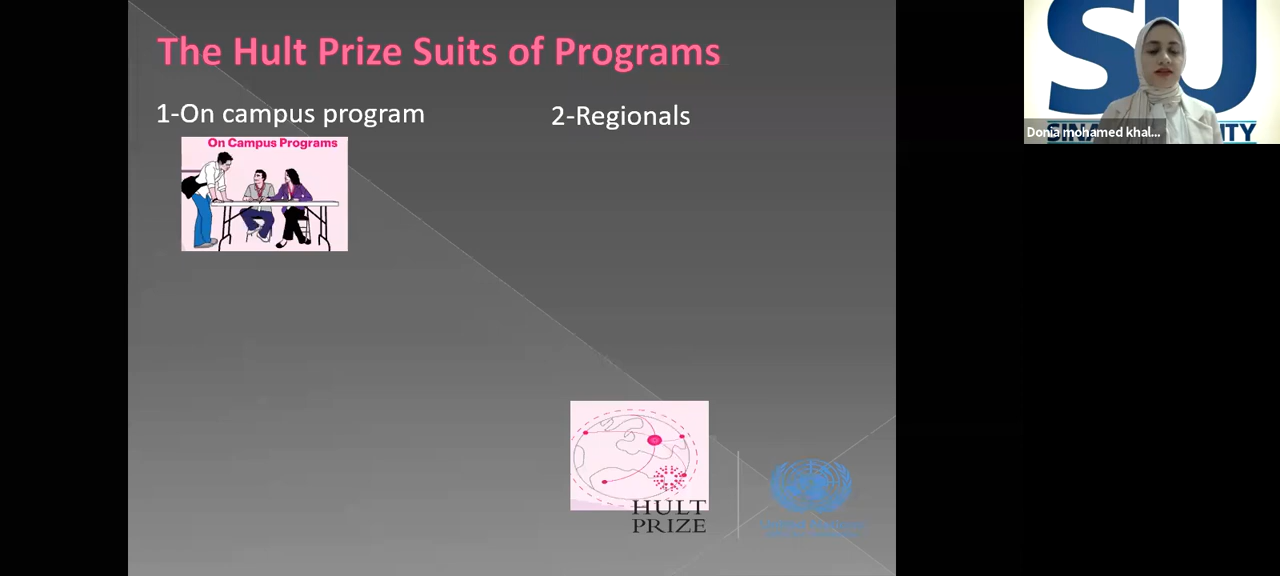 The Hult Prize Suits of Programs
1-On campus program
2-Regionals
On Campus Programs
HULT
PRIZE
SU
Donia mohamed khal...